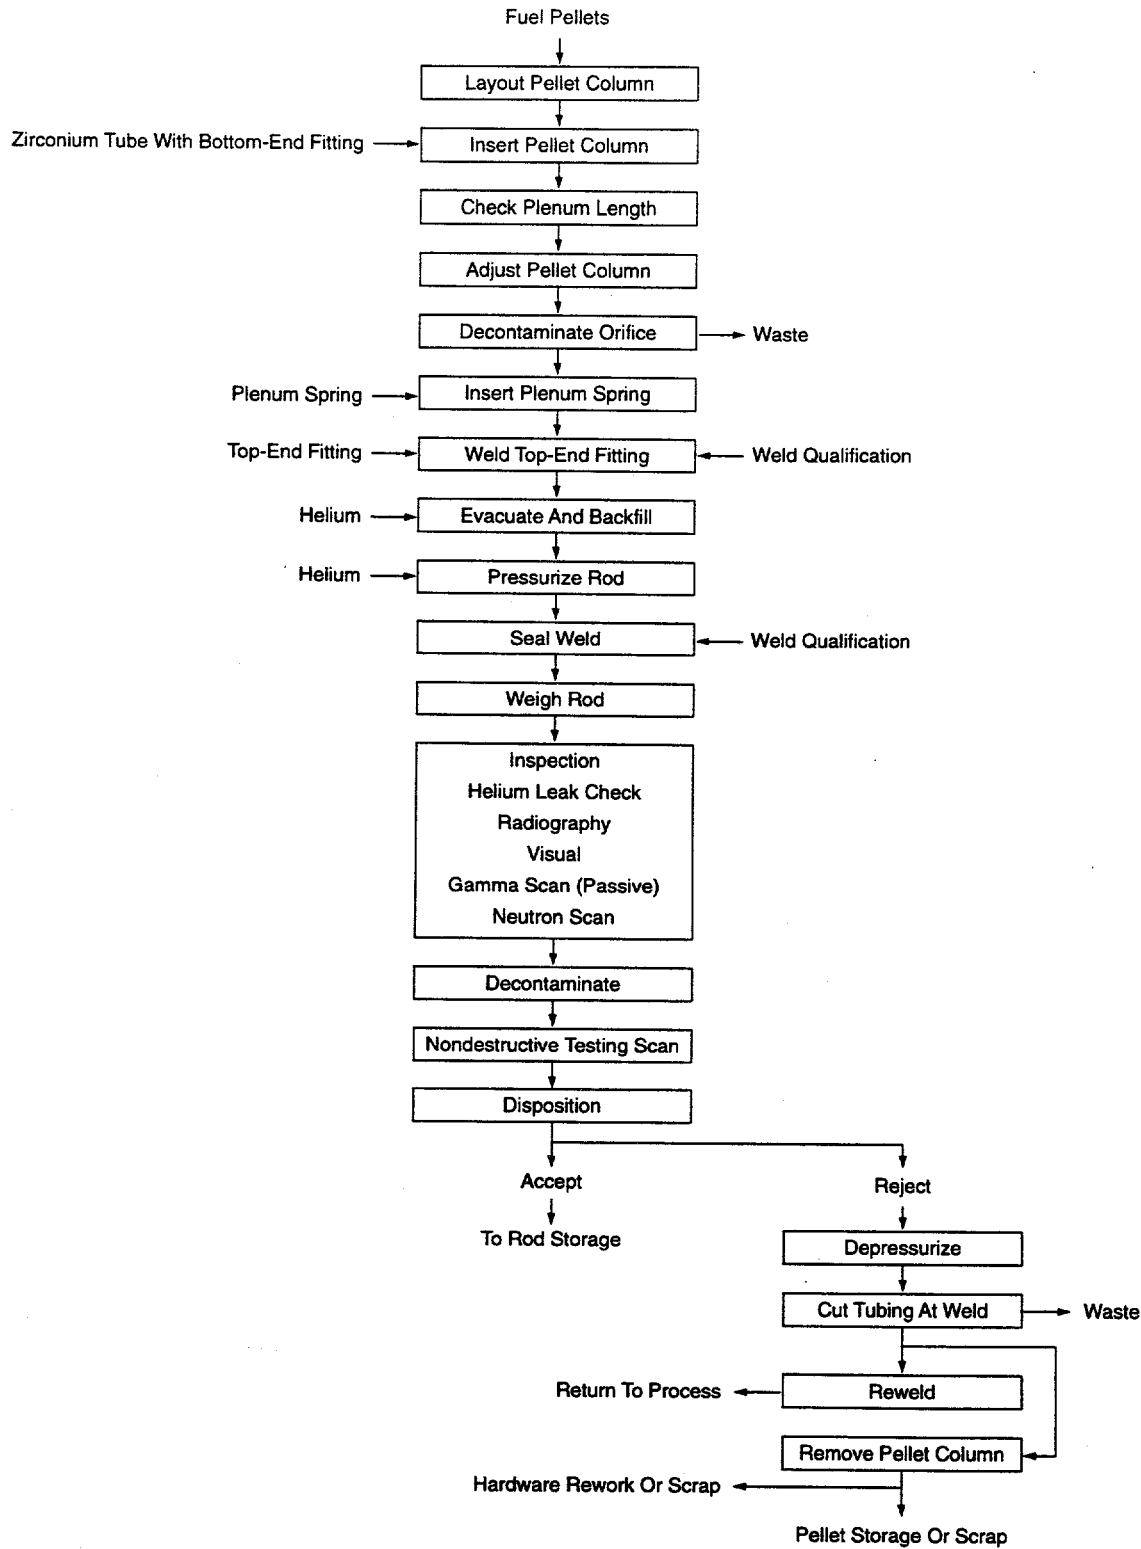 Fuel Pellets
Layout Pellet Column
Zirconium Tube With Bottom-End Fitting
Insert Pellet Column
Check Plenum Length
Adjust Pellet Column
Decontaminate Orifice
Waste
Plenum Spring
Insert Plenum Spring
Top-End Fitting
Weld Top-End Fitting
Weld Qualification
Helium
Evacuate And Backfill
Helium
Pressurize Rod
Seal Weld
Weld Qualification
Weigh Rod
Inspection
Helium Leak Check
Radiography
Visual
Gamma Scan (Passive)
Neutron Scan
Decontaminate
Nondestructive Testing Scan
Disposition
Accept
Reject
To Rod Storage
Depressurize
Cut Tubing At Weld
Waste
Return To Process
Reweld
Remove Pellet Column
Hardware Rework Or Scrap
Pellet Storage Or Scrap